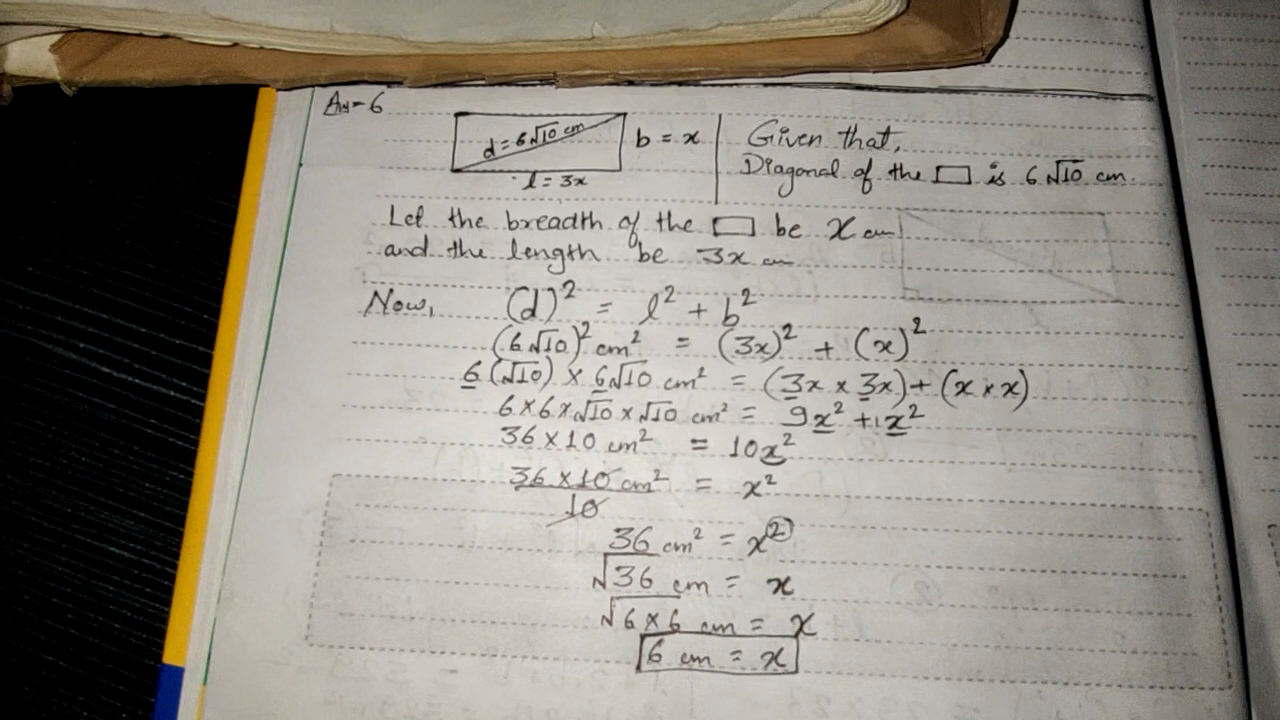 Ans=6
d=6√10 cm
b = x
l = 3x
Given that,
Diagonal of the ▭ is 6√10 cm.
Let the breadth of the ▭ be x cm
and the length be 3x cm
Now, (d)² = l² + b²
(6√10)² cm² = (3x)² + (x)²
6(√10) × 6√10 cm² = (3x × 3x) + (x × x)
6×6×√10×√10 cm² = 9x² + 1x²
36×10 cm² = 10x²
36×10 cm² / 10 = x²
36 cm² = x²
√36 cm = x
√6×6 cm = x
6 cm = x